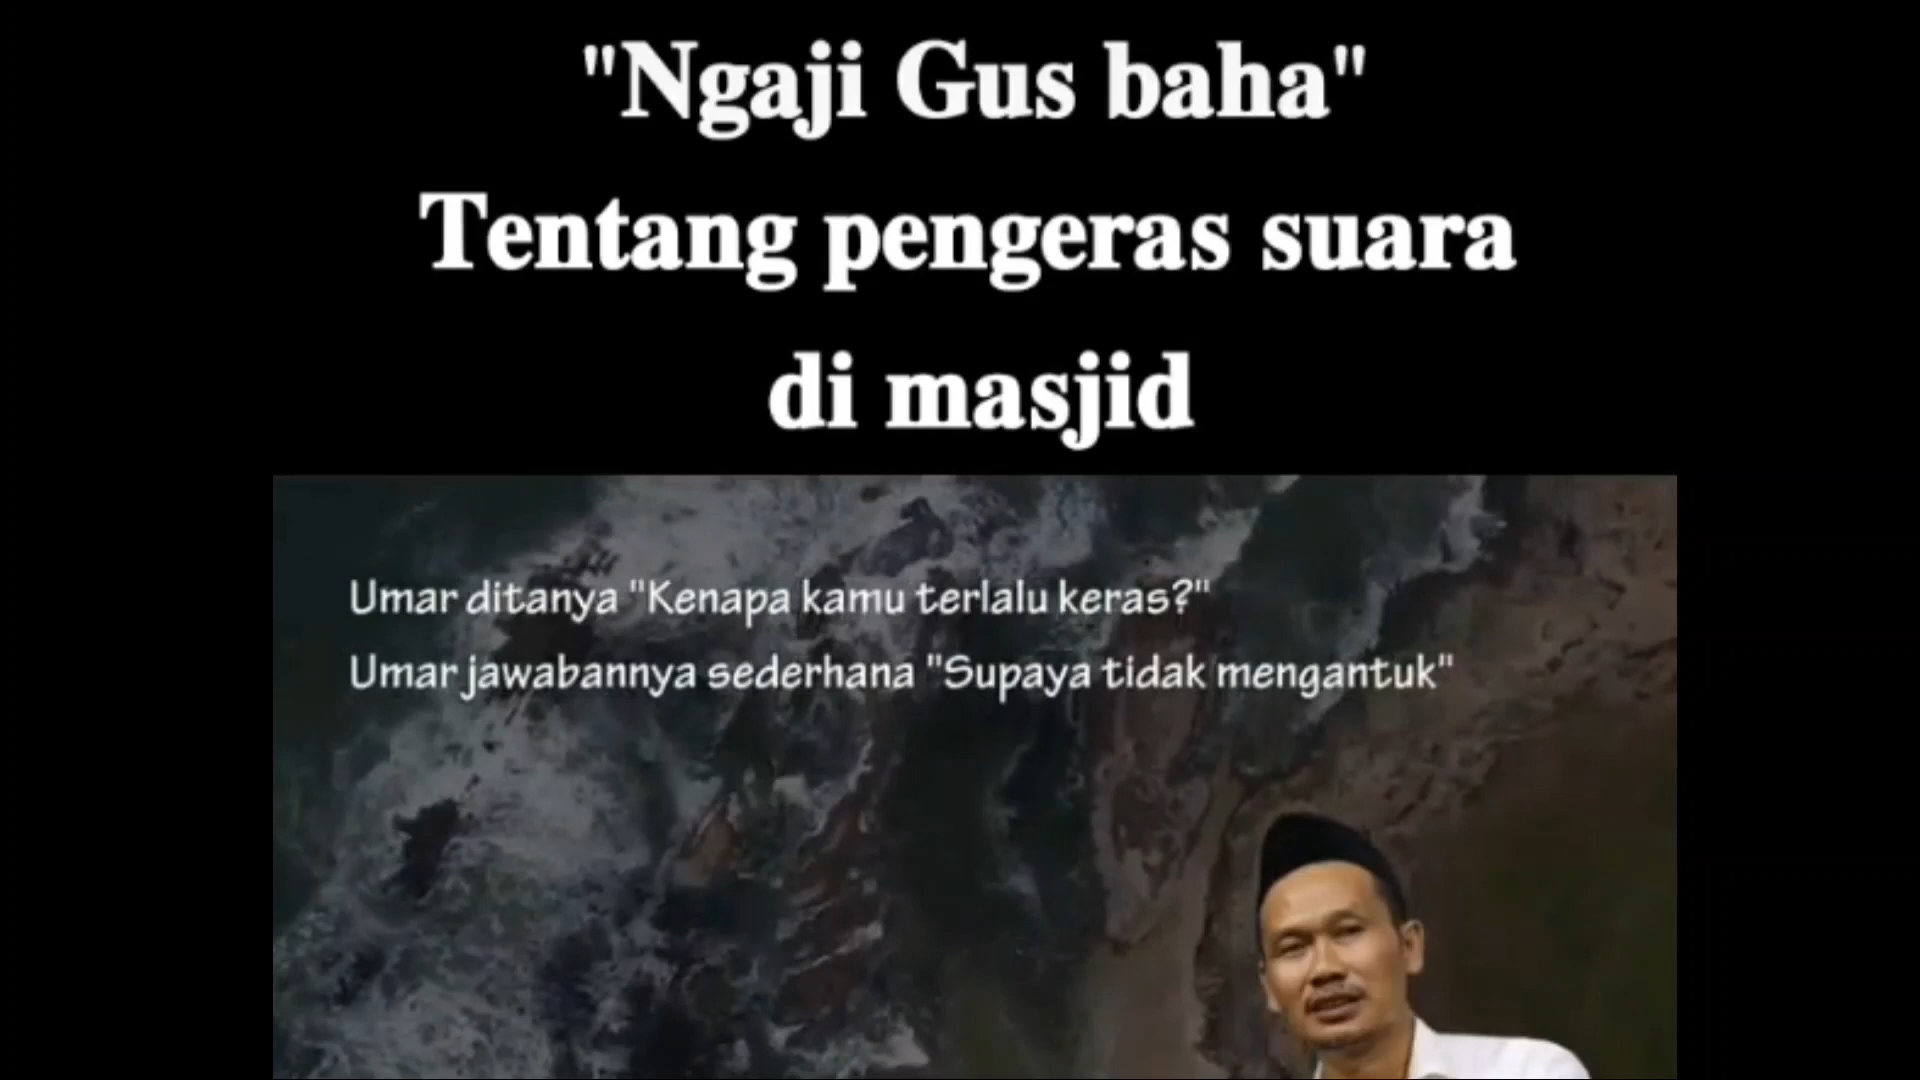 "Ngaji Gus baha"
Tentang pengeras suara
di masjid
Umar ditanya "Kenapa kamu terlalu keras?"
Umar jawabannya sederhana "Supaya tidak mengantuk"